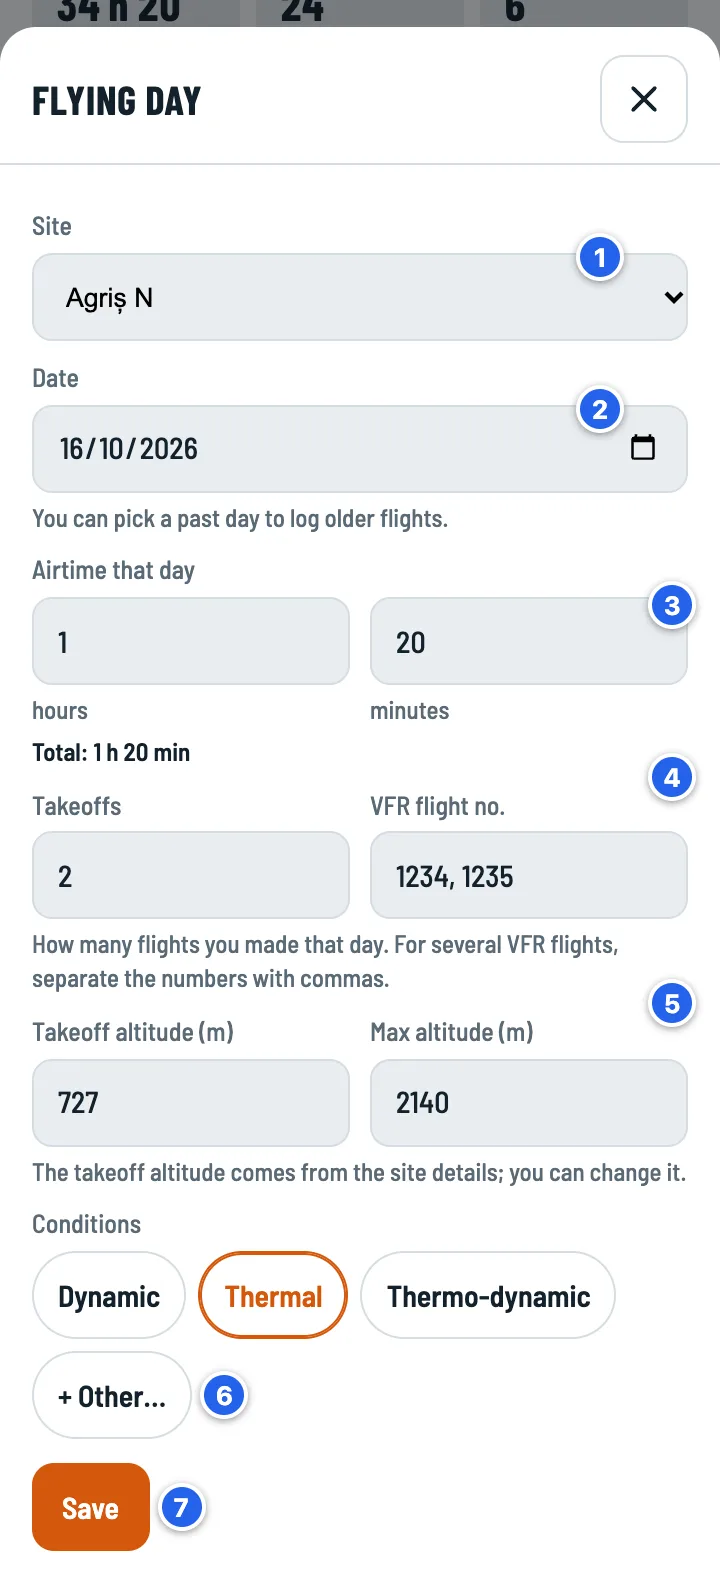 34 h 20 24 6
FLYING DAY
Site
1
Agriș N
Date
2
16/10/2026
You can pick a past day to log older flights.
Airtime that day
3
1 20
hours minutes
Total: 1 h 20 min
4
Takeoffs VFR flight no.
2 1234, 1235
How many flights you made that day. For several VFR flights,
separate the numbers with commas.
5
Takeoff altitude (m) Max altitude (m)
727 2140
The takeoff altitude comes from the site details; you can change it.
Conditions
Dynamic Thermal Thermo-dynamic
+ Other... 6
Save 7